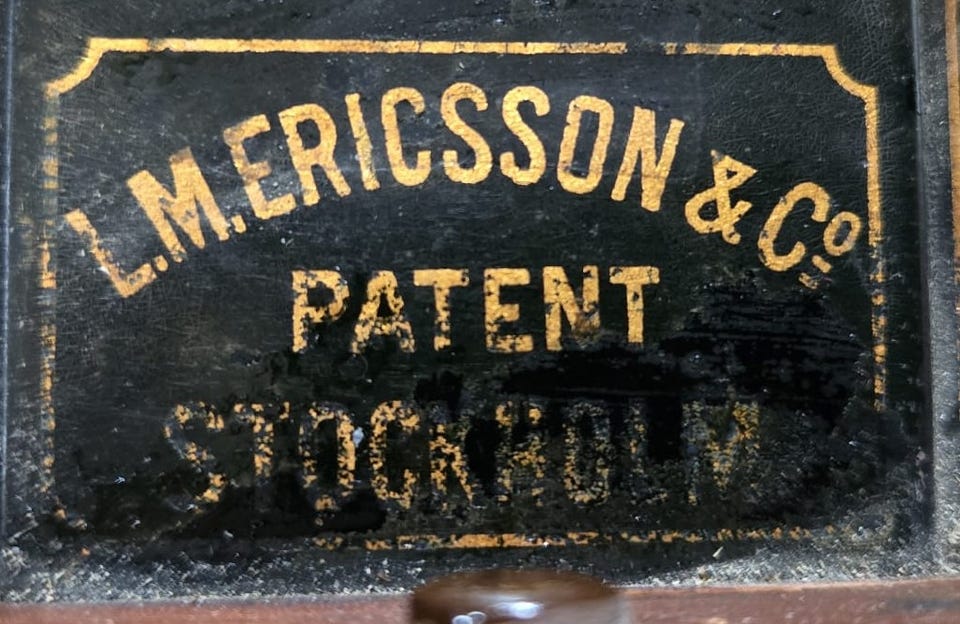 L.M. ERICSSON & Co
PATENT
STOCKHOLM